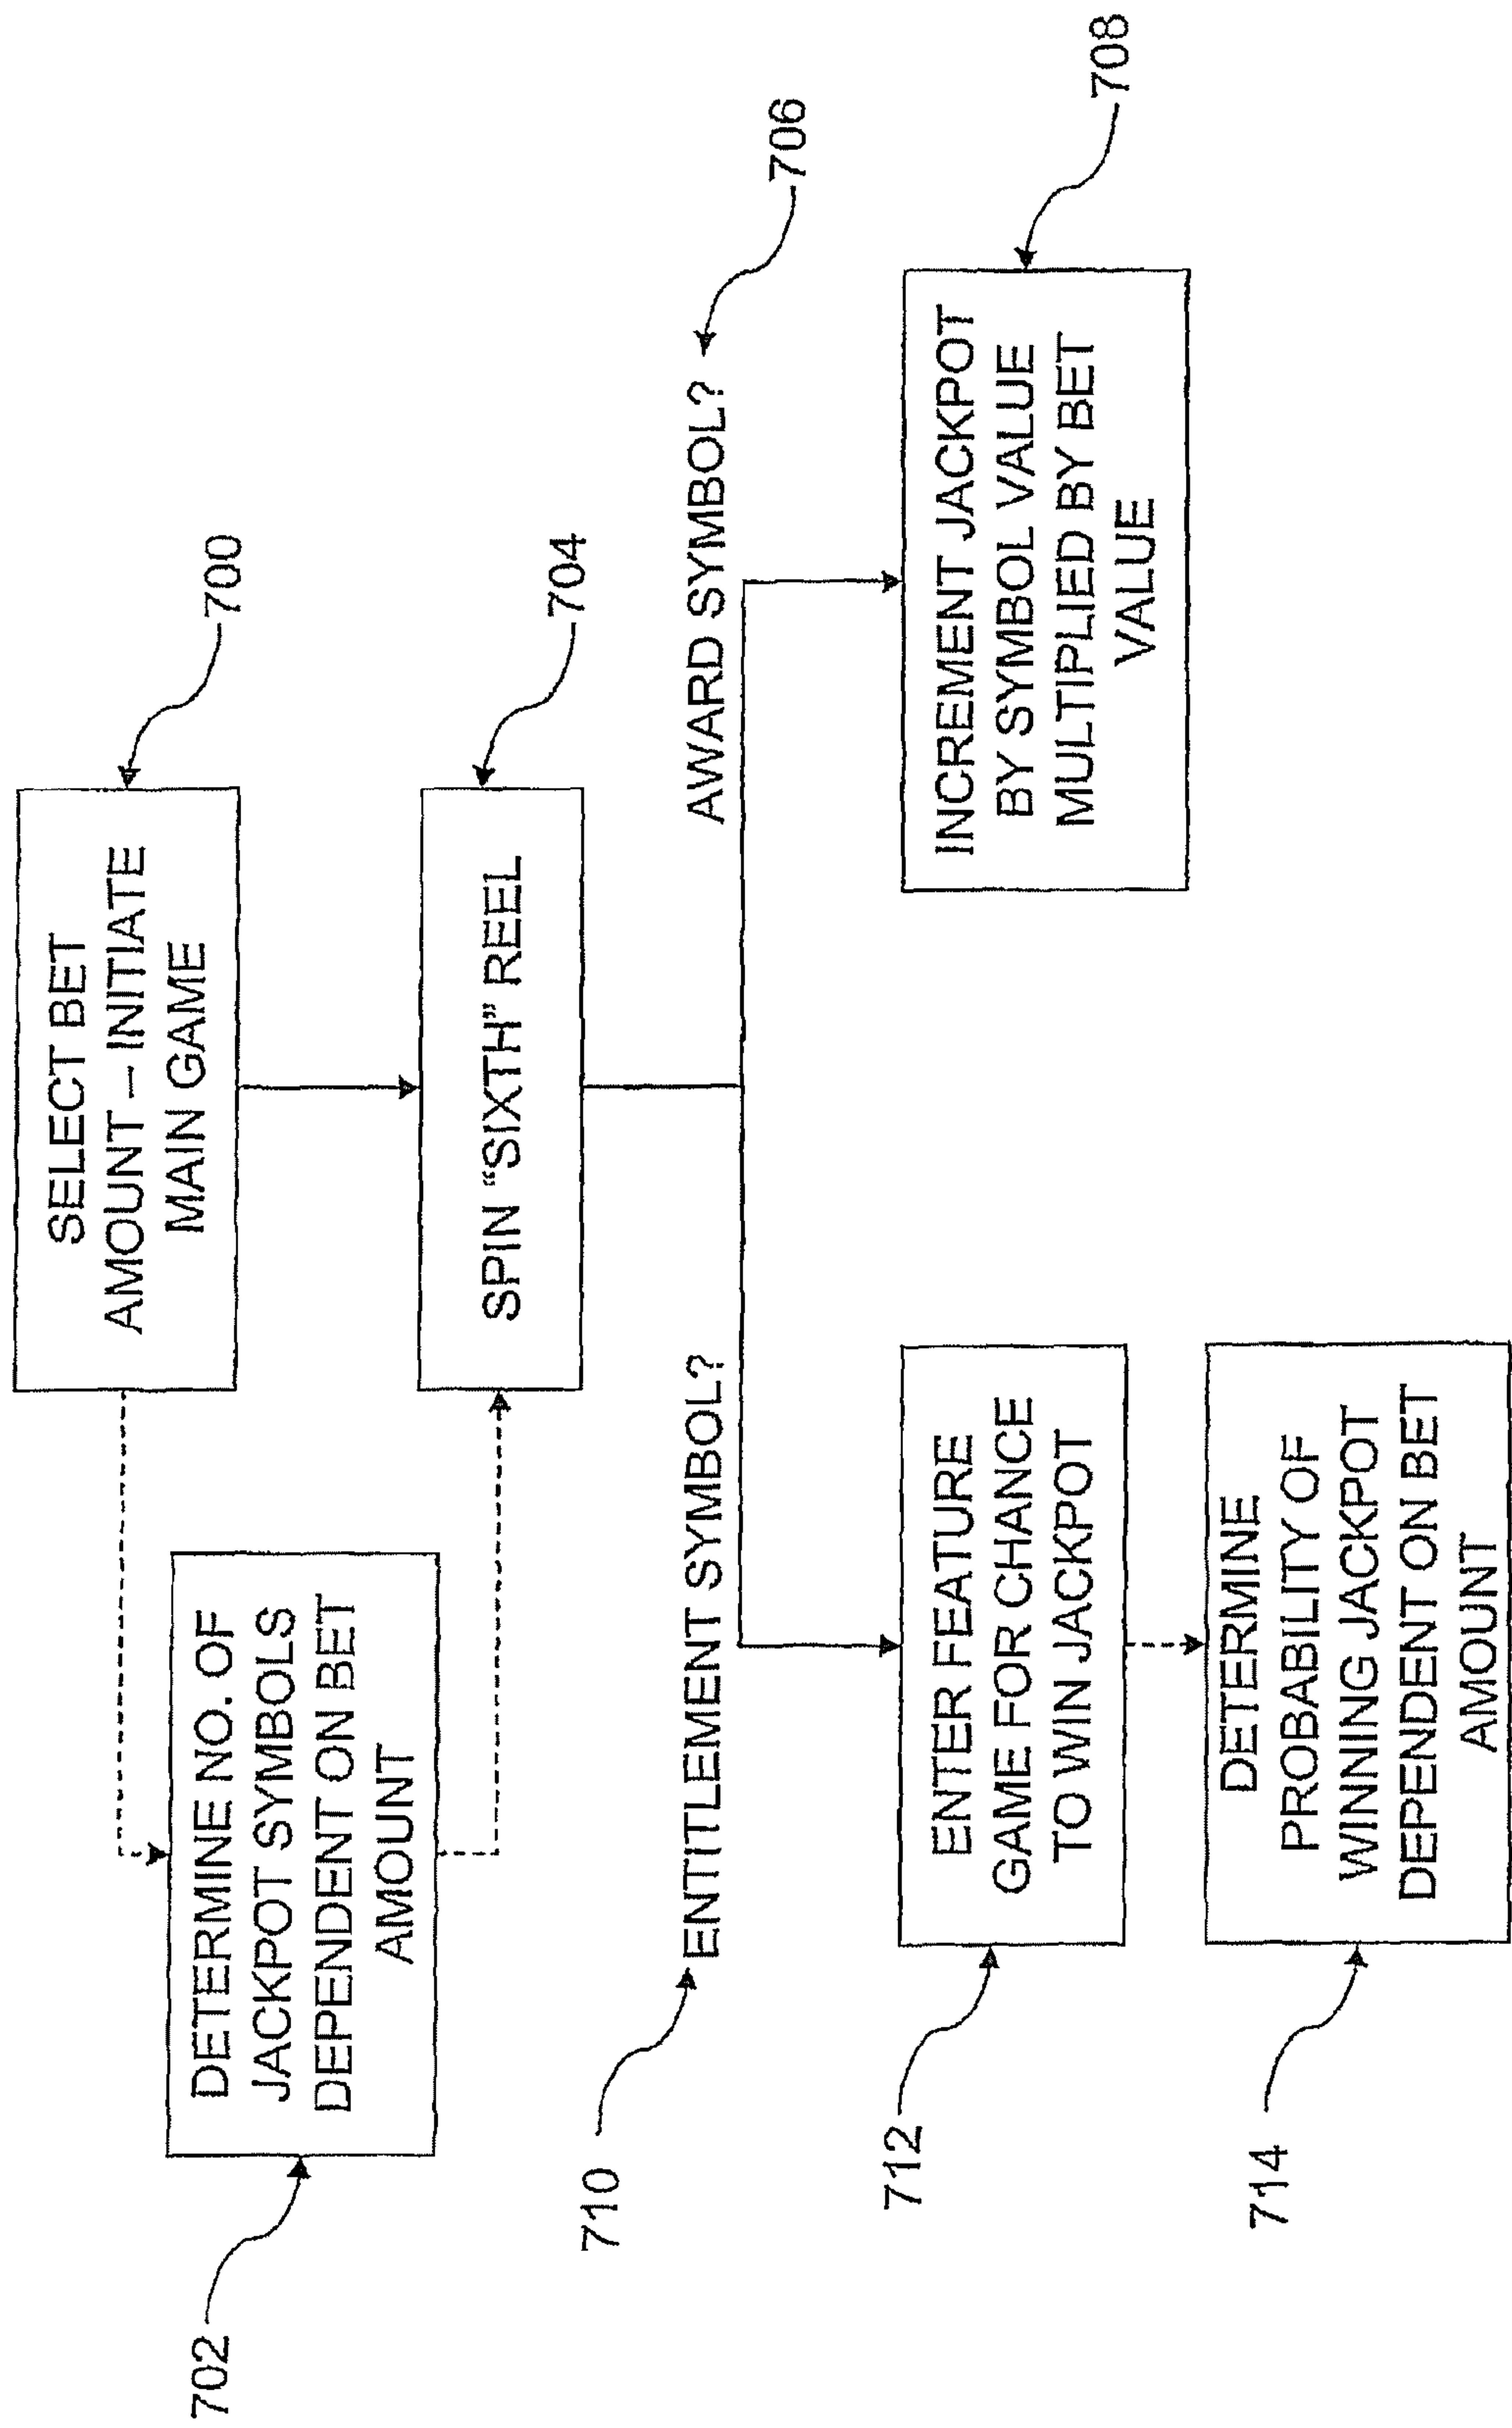 SELECT BET
AMOUNT – INITIATE
MAIN GAME
700
DETERMINE NO. OF
JACKPOT SYMBOLS
DEPENDENT ON BET
AMOUNT
702
SPIN “SIXTH” REEL
704
710
ENTITLEMENT SYMBOL?
AWARD SYMBOL?
706
ENTER FEATURE
GAME FOR CHANCE
TO WIN JACKPOT
712
INCREMENT JACKPOT
BY SYMBOL VALUE
MULTIPLIED BY BET
VALUE
708
DETERMINE
PROBABILITY OF
WINNING JACKPOT
DEPENDENT ON BET
AMOUNT
714